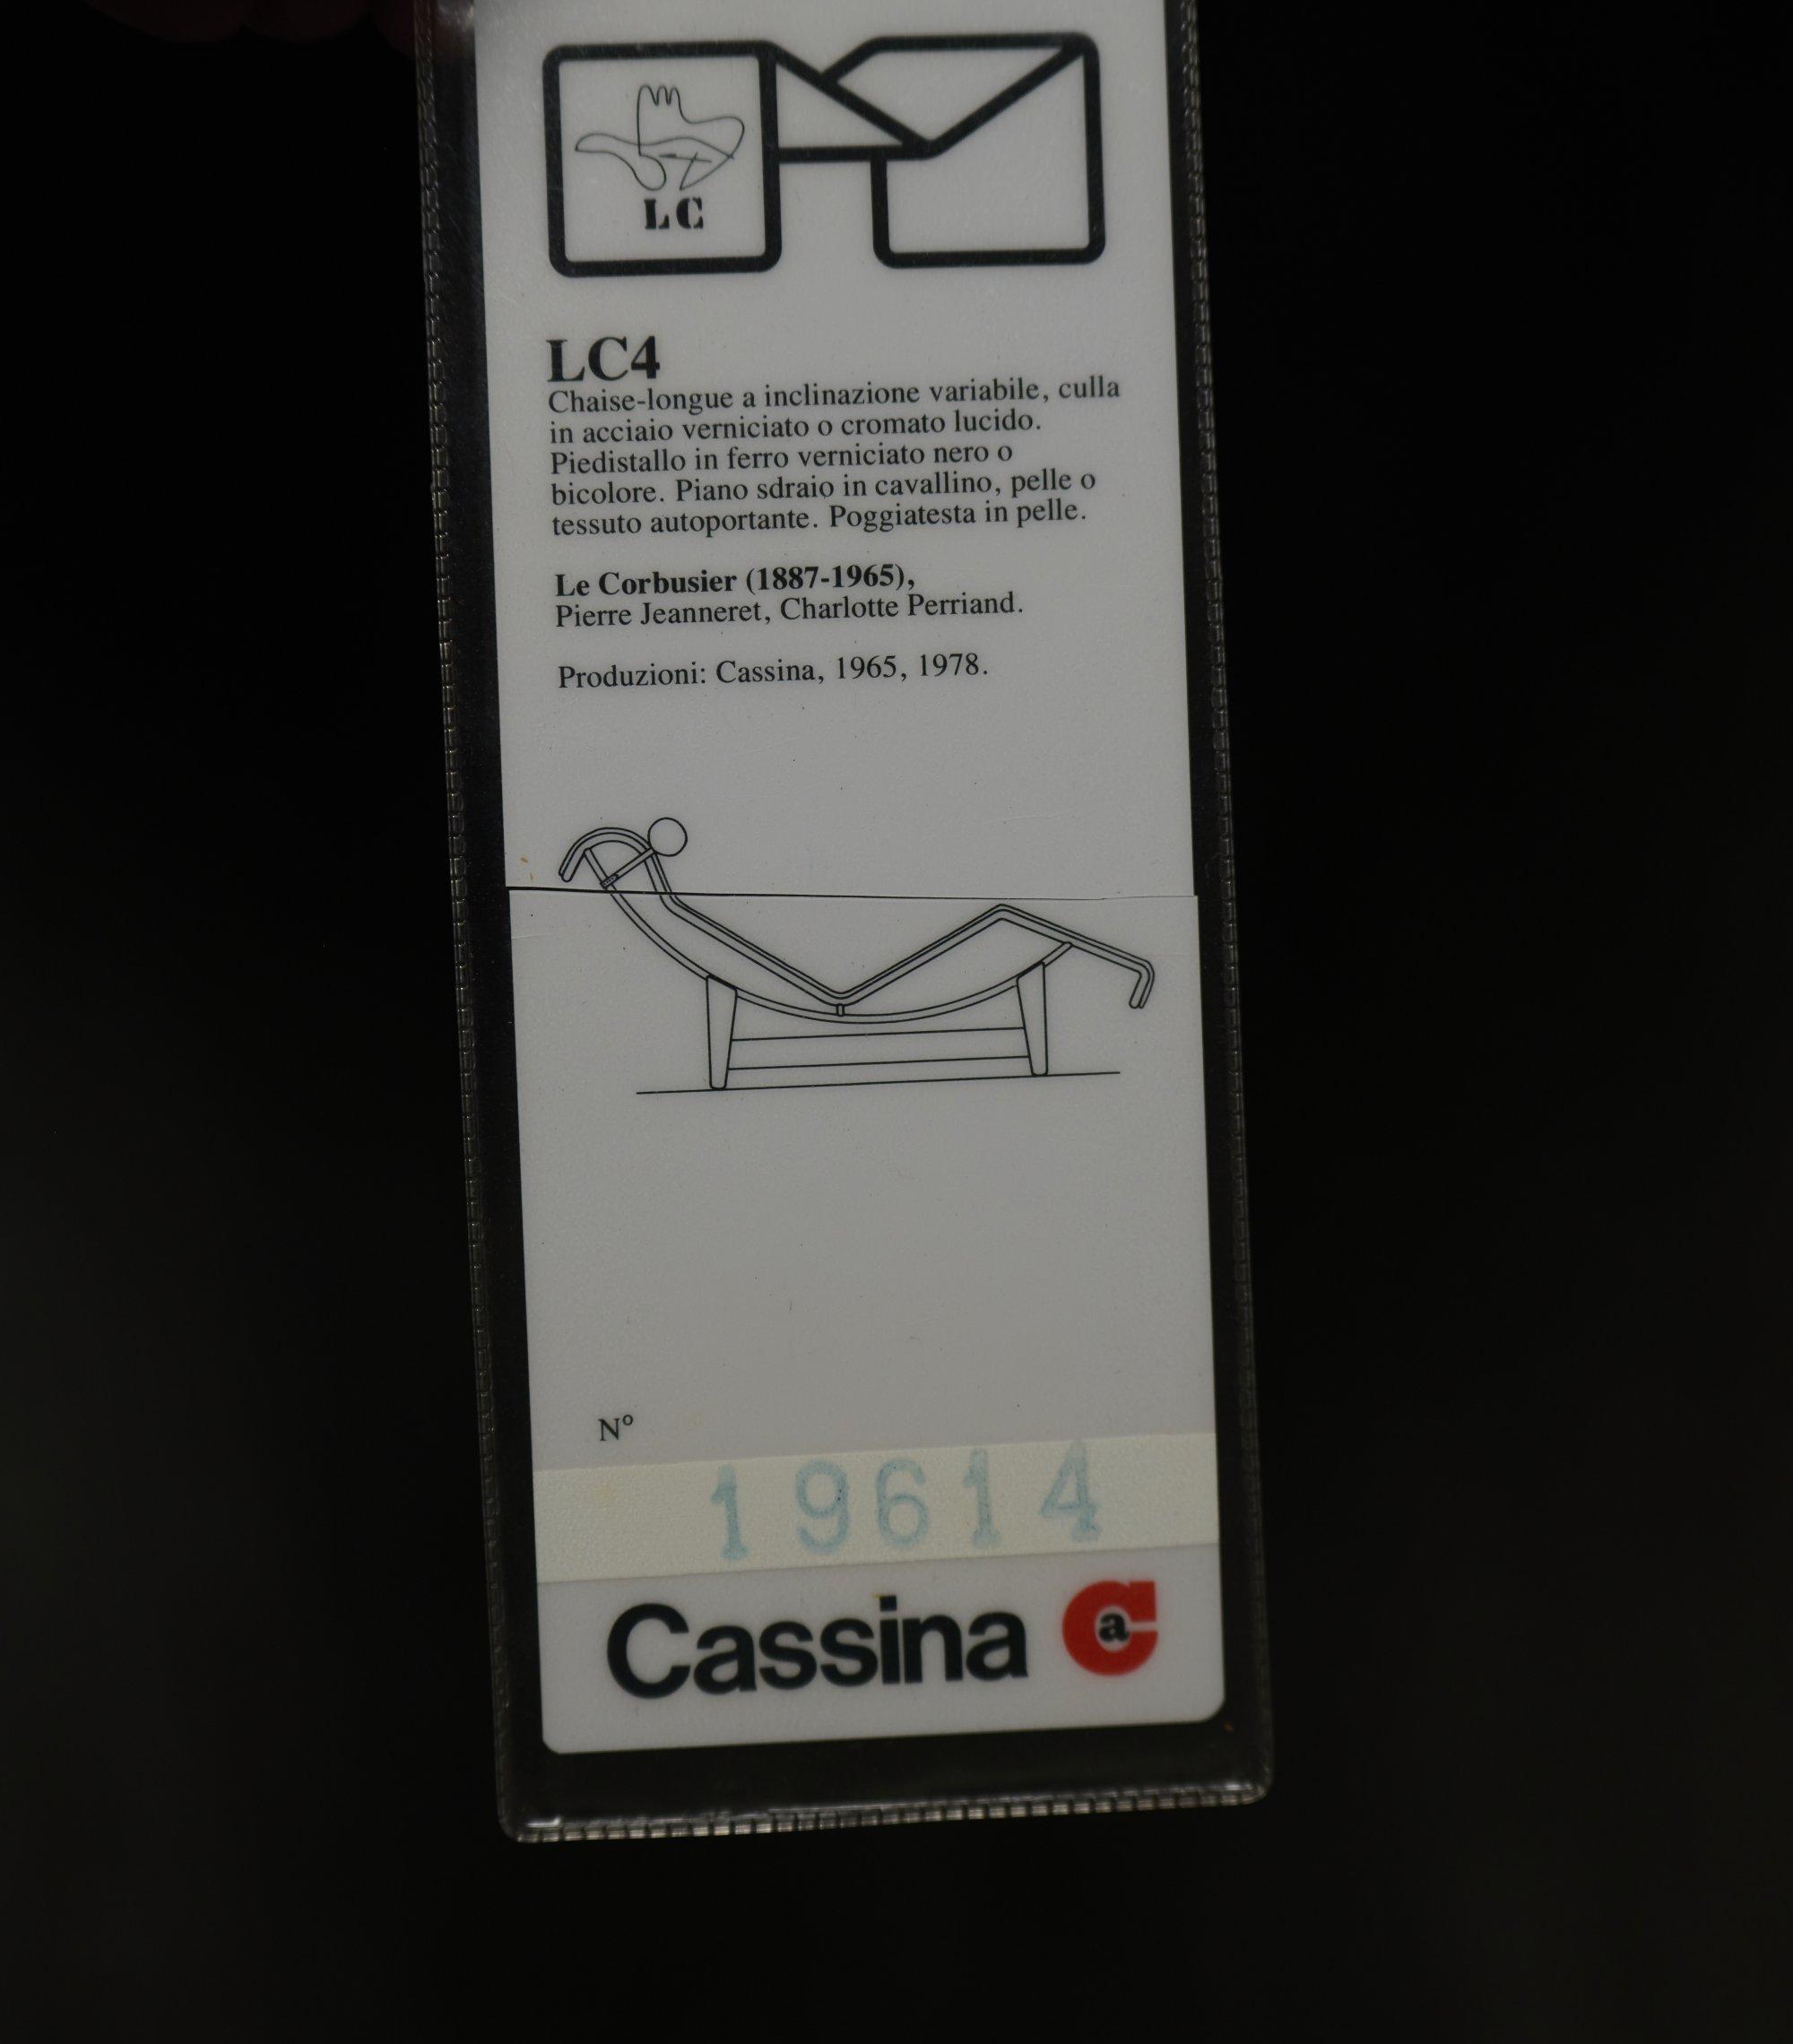 LC
LC4
Chaise-longue a inclinazione variabile, culla
in acciaio verniciato o cromato lucido.
Piedistallo in ferro verniciato nero o
bicolore. Piano sdraio in cavallino, pelle o
tessuto autoportante. Poggiatesta in pelle.
Le Corbusier (1887-1965),
Pierre Jeanneret, Charlotte Perriand.
Produzioni: Cassina, 1965, 1978.
Nº
19614
Cassina Ca